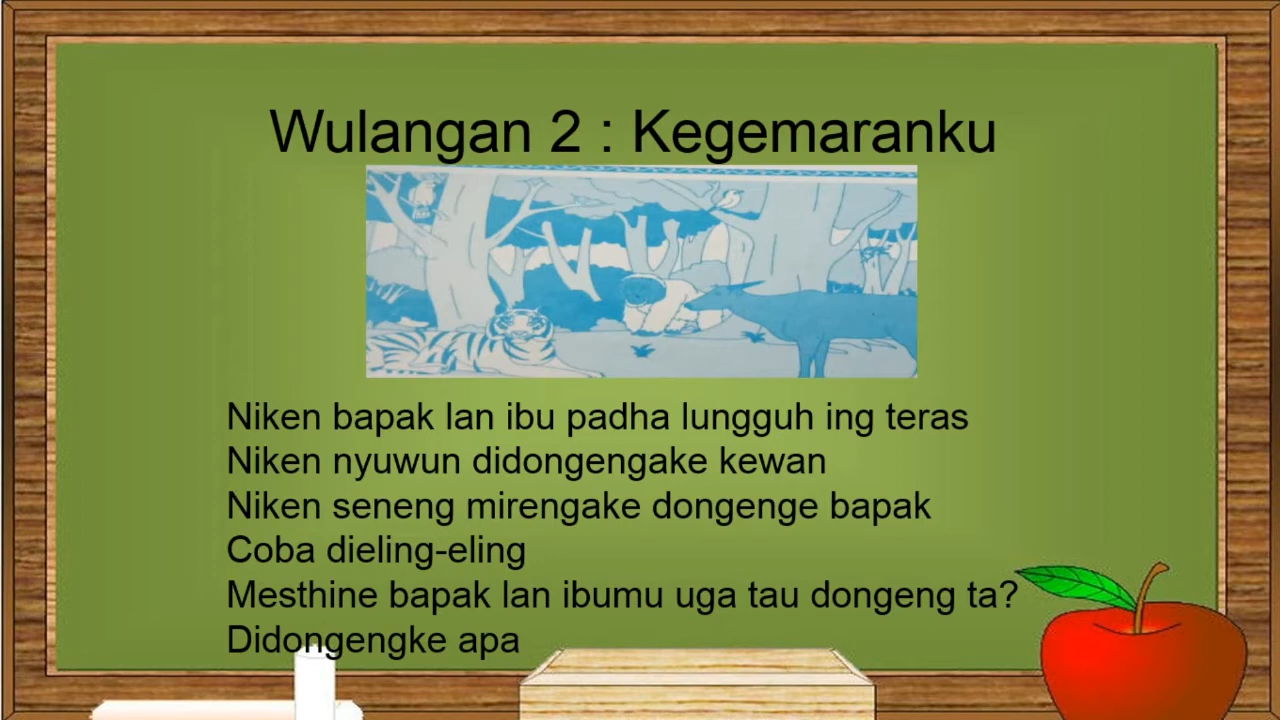 Wulangan 2 : Kegemaranku
Niken bapak lan ibu padha lungguh ing teras
Niken nyuwun didongengake kewan
Niken seneng mirengake dongenge bapak
Coba dieling-eling
Mesthine bapak lan ibumu uga tau dongeng ta?
Didongengke apa